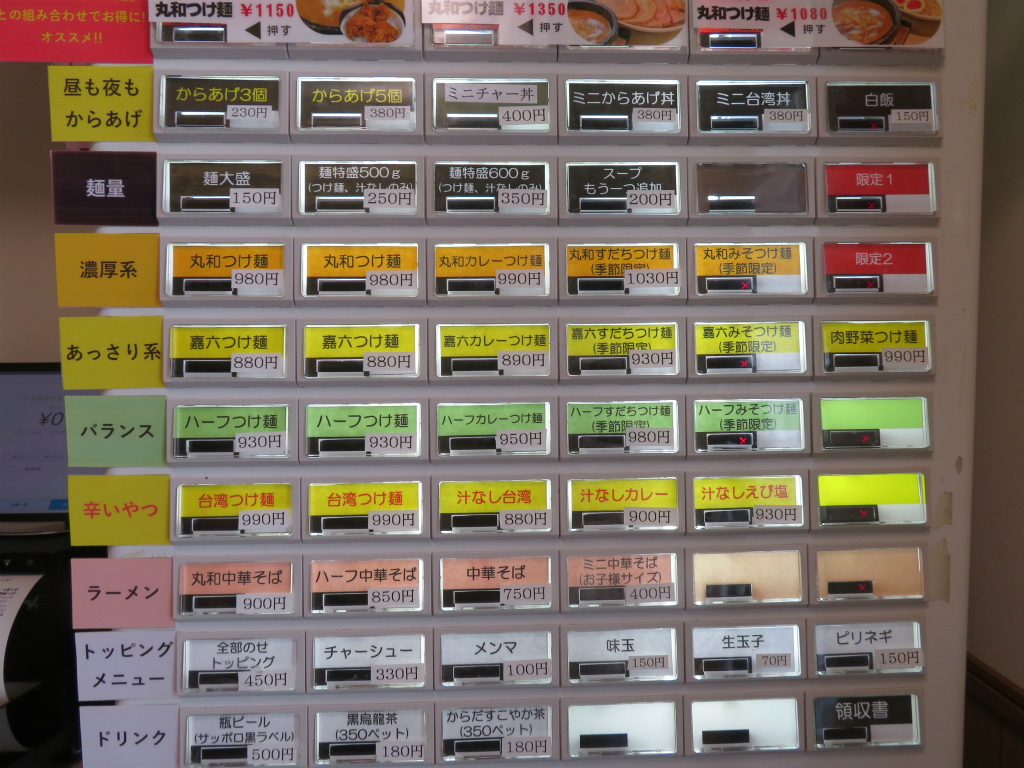 との組み合わせでお得に!
オススメ!!
丸和つけ麺 ¥1150
◀押す
丸和つけ麺 ¥1350
◀押す
丸和つけ麺 ¥1080
◀押す
昼も夜も
からあげ
からあげ3個
230円
からあげ5個
380円
ミニチャー丼
400円
ミニからあげ丼
380円
ミニ台湾丼
380円
白飯
150円
麺量
麺大盛
150円
麺特盛500g
(つけ麺、汁なしのみ)
250円
麺特盛600g
(つけ麺、汁なしのみ)
350円
スープ
もう一つ追加
200円
限定1
濃厚系
丸和つけ麺
980円
丸和つけ麺
980円
丸和カレーつけ麺
990円
丸和すだちつけ麺
(季節限定)
1030円
丸和みそつけ麺
(季節限定)
限定2
あっさり系
嘉六つけ麺
880円
嘉六つけ麺
880円
嘉六カレーつけ麺
890円
嘉六すだちつけ麺
(季節限定)
930円
嘉六みそつけ麺
(季節限定)
肉野菜つけ麺
990円
バランス
ハーフつけ麺
930円
ハーフつけ麺
930円
ハーフカレーつけ麺
950円
ハーフすだちつけ麺
(季節限定)
980円
ハーフみそつけ麺
(季節限定)
辛いやつ
台湾つけ麺
990円
台湾つけ麺
990円
汁なし台湾
880円
汁なしカレー
900円
汁なしえび塩
930円
ラーメン
丸和中華そば
900円
ハーフ中華そば
850円
中華そば
750円
ミニ中華そば
(お子様サイズ)
400円
トッピング
メニュー
全部のせ
トッピング
450円
チャーシュー
330円
メンマ
100円
味玉
150円
生玉子
70円
ピリネギ
150円
ドリンク
瓶ビール
(サッポロ黒ラベル)
500円
黒烏龍茶
(350ペット)
180円
からだすこやか茶
(350ペット)
180円
領収書
¥0